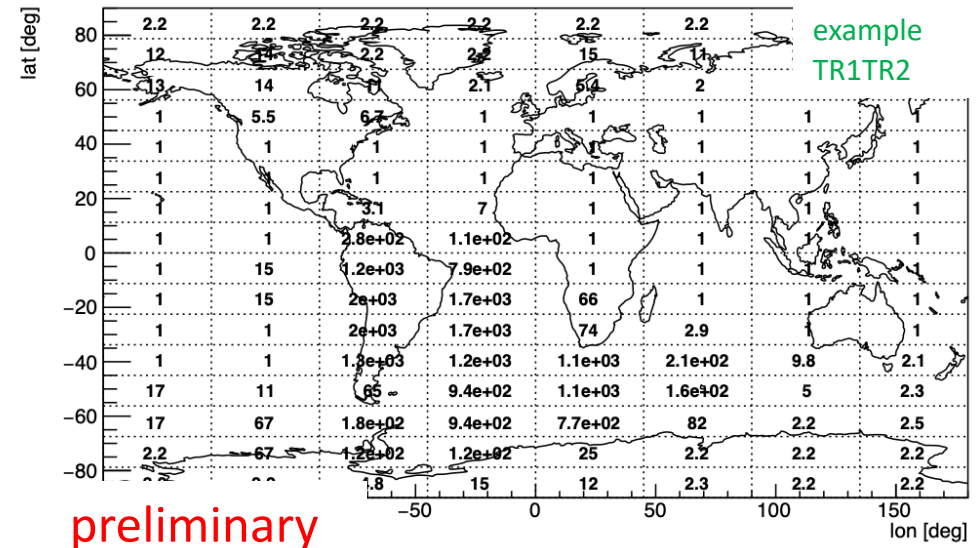 lat [deg]
example
TR1TR2
2.2 2.2 2.2 2.2 2.2 2.2
80
12 14 2.2 2.2 15 11
60
13 14 11 2.1 5.4 2
1 5.5 6.7 1 1 1 1 1
40
1 1 1 1 1 1 1 1
1 1 1 1 1 1 1 1
20
1 1 3.1 7 1 1 1 1
1 1 2.8e+02 1.1e+02 1 1 1 1
0
1 15 1.2e+03 7.9e+02 1 1 1 1
−20
1 15 2e+03 1.7e+03 66 1 1 1
1 1 2e+03 1.7e+03 74 2.9 1 1
−40
1 1 1.3e+03 1.2e+03 1.1e+03 2.1e+02 9.8 2.1
17 11 65 9.4e+02 1.1e+03 1.6e+02 5 2.3
−60
17 67 1.8e+02 9.4e+02 7.7e+02 82 2.2 2.5
2.2 67 1.2e+02 1.2e+02 25 2.2 2.2 2.2
−80
1.8 15 12 2.3 2.2 2.2
−50 0 50 100 150
lon [deg]
preliminary